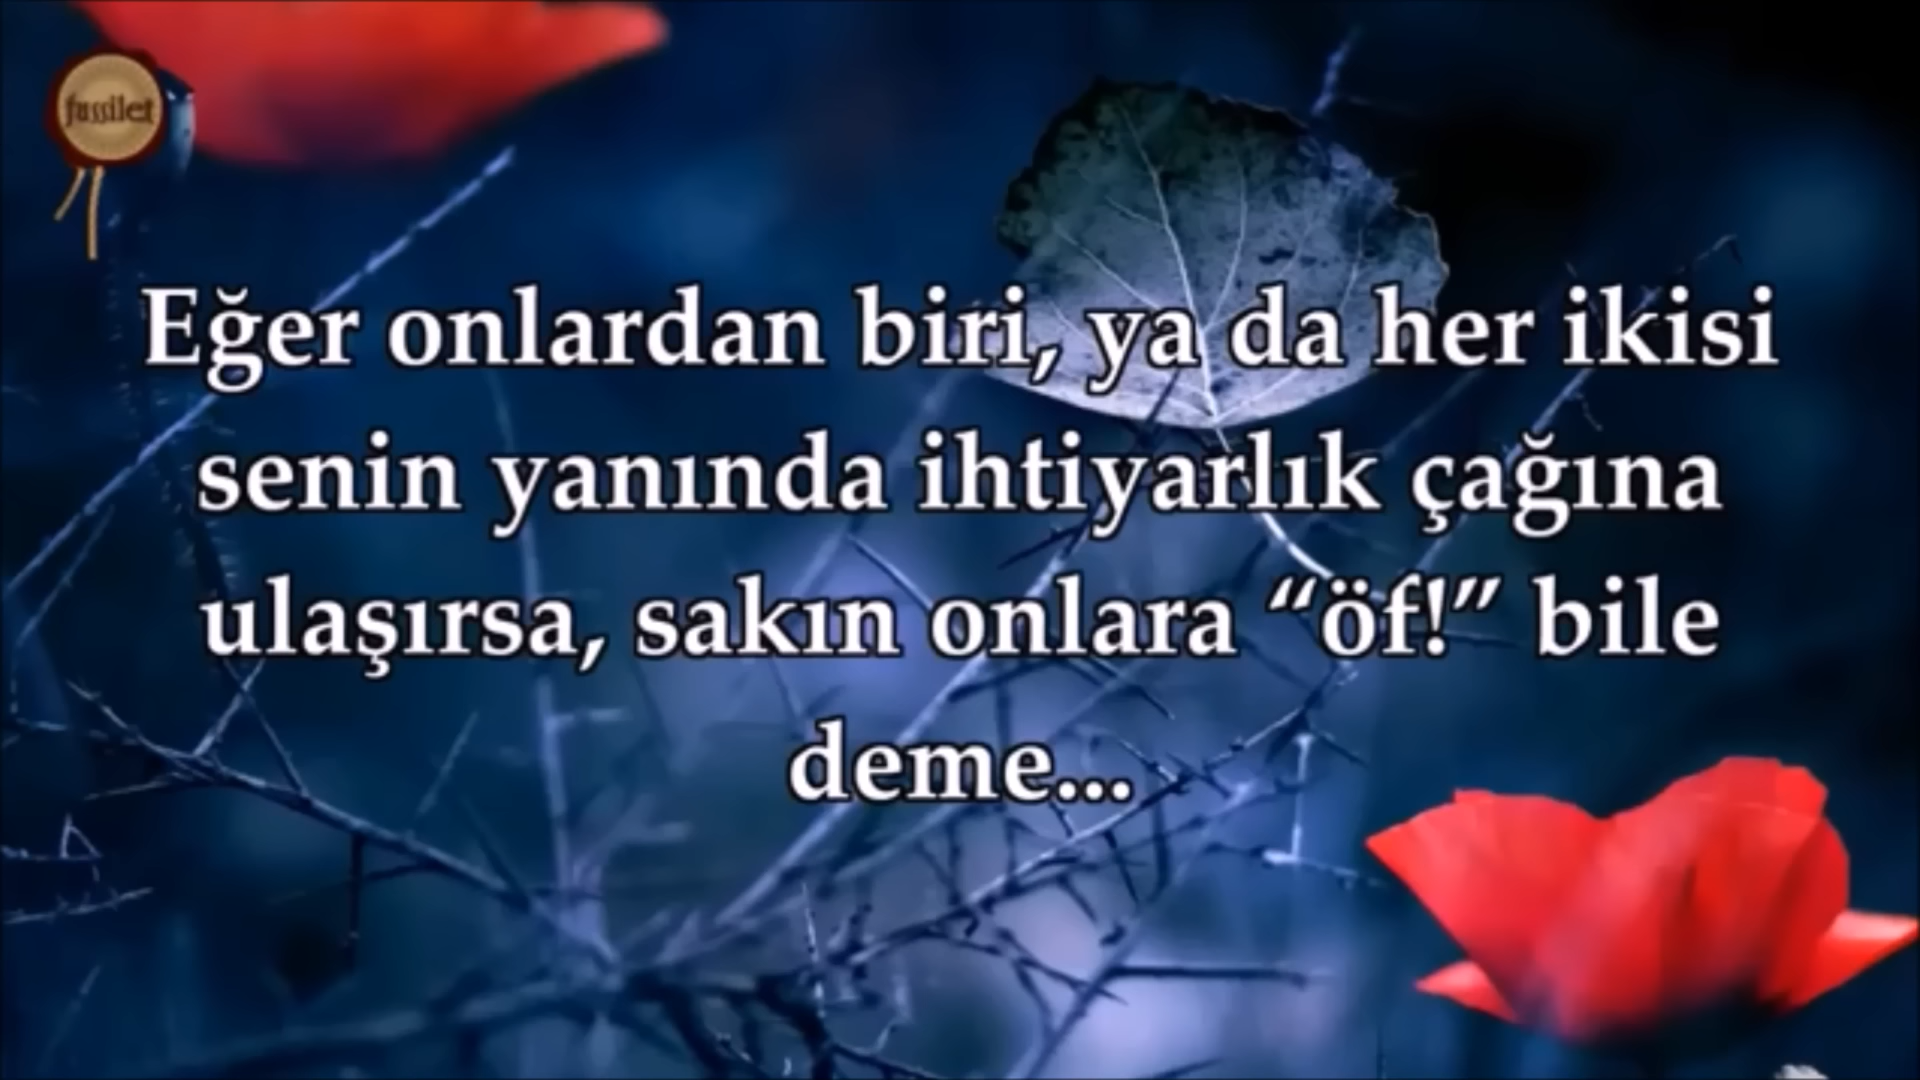 fussilet
Eğer onlardan biri, ya da her ikisi
senin yanında ihtiyarlık çağına
ulaşırsa, sakın onlara “öf!” bile
deme...